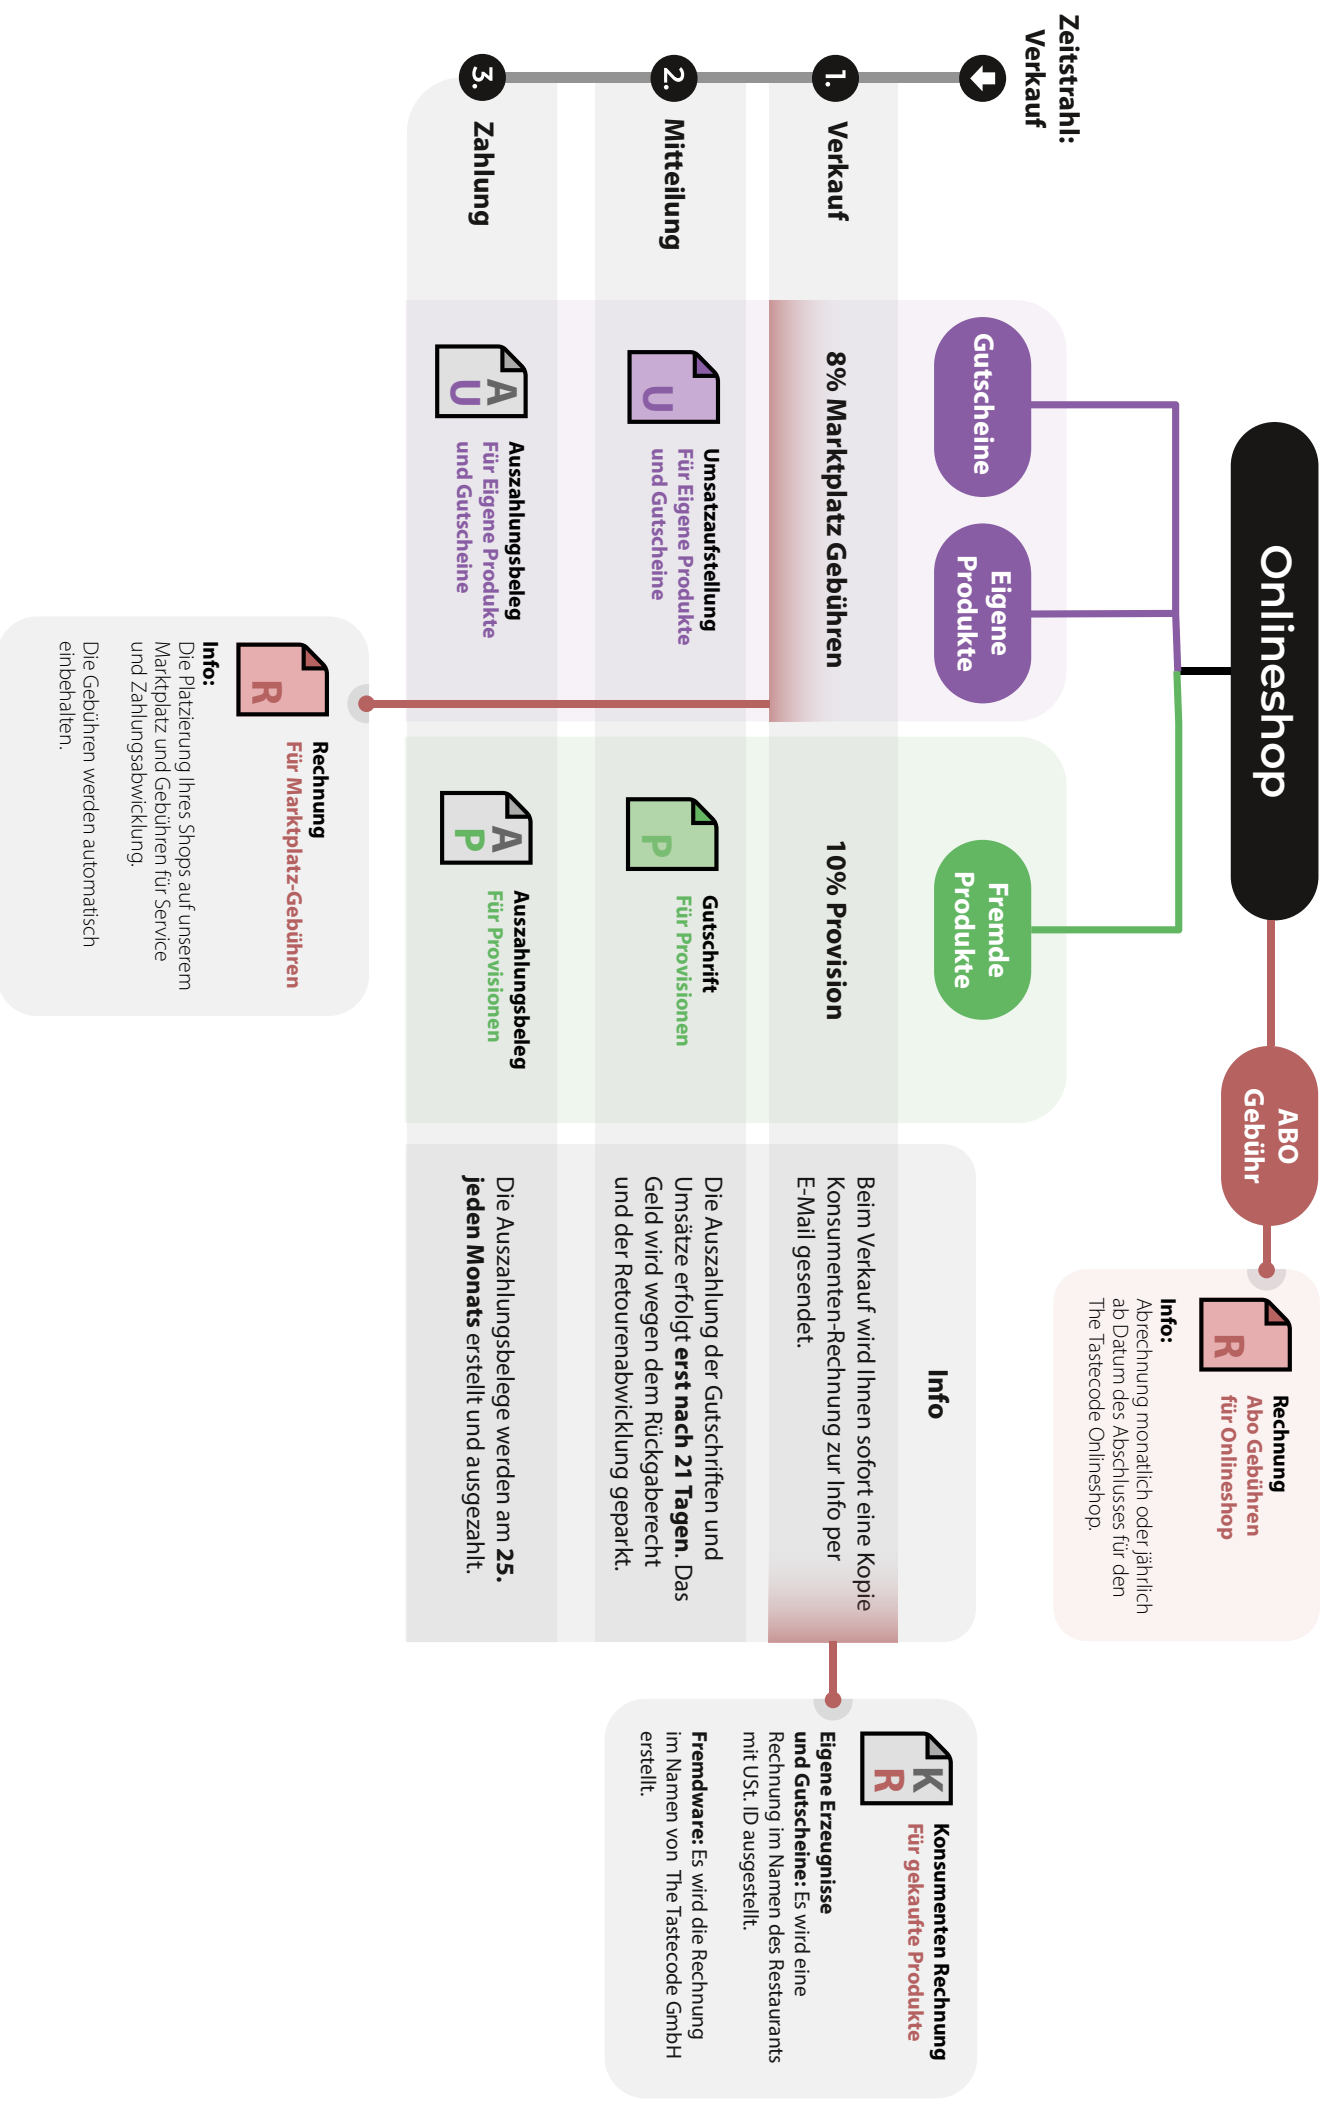 Onlineshop
ABO
Gebühr
R
Rechnung
Abo Gebühren
für Onlineshop
Info:
Abrechnung monatlich oder jährlich
ab Datum des Abschlusses für den
The Tastecode Onlineshop.
Zeitstrahl:
Verkauf
Gutscheine
Eigene
Produkte
Fremde
Produkte
Info
1.
Verkauf
8% Marktplatz Gebühren
10% Provision
Beim Verkauf wird Ihnen sofort eine Kopie
Konsumenten-Rechnung zur Info per
E-Mail gesendet.
K
R
Konsumenten Rechnung
Für gekaufte Produkte
Eigene Erzeugnisse
und Gutscheine: Es wird eine
Rechnung im Namen des Restaurants
mit USt. ID ausgestellt.
Fremdware: Es wird die Rechnung
im Namen von The Tastecode GmbH
erstellt.
2.
Mitteilung
U
Umsatzaufstellung
Für Eigene Produkte
und Gutscheine
P
Gutschrift
Für Provisionen
Die Auszahlung der Gutschriften und
Umsätze erfolgt erst nach 21 Tagen. Das
Geld wird wegen dem Rückgaberecht
und der Retourenabwicklung geparkt.
3.
Zahlung
A
U
Auszahlungsbeleg
Für Eigene Produkte
und Gutscheine
A
P
Auszahlungsbeleg
Für Provisionen
Die Auszahlungsbelege werden am 25.
jeden Monats erstellt und ausgezahlt.
R
Rechnung
Für Marktplatz-Gebühren
Info:
Die Platzierung Ihres Shops auf unserem
Marktplatz und Gebühren für Service
und Zahlungsabwicklung.
Die Gebühren werden automatisch
einbehalten.